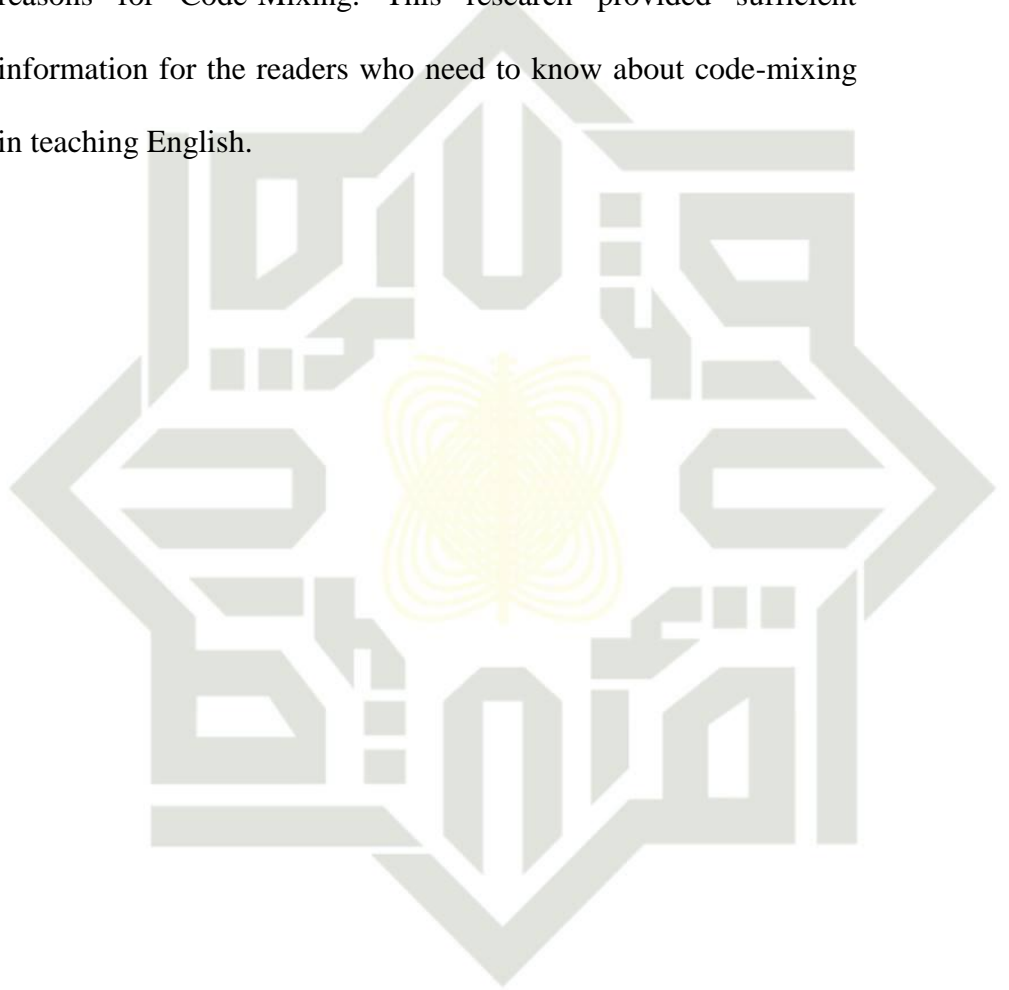 reasons for Code-Mixing. This research provided sufficient
information for the readers who need to know about code-mixing
in teaching English.